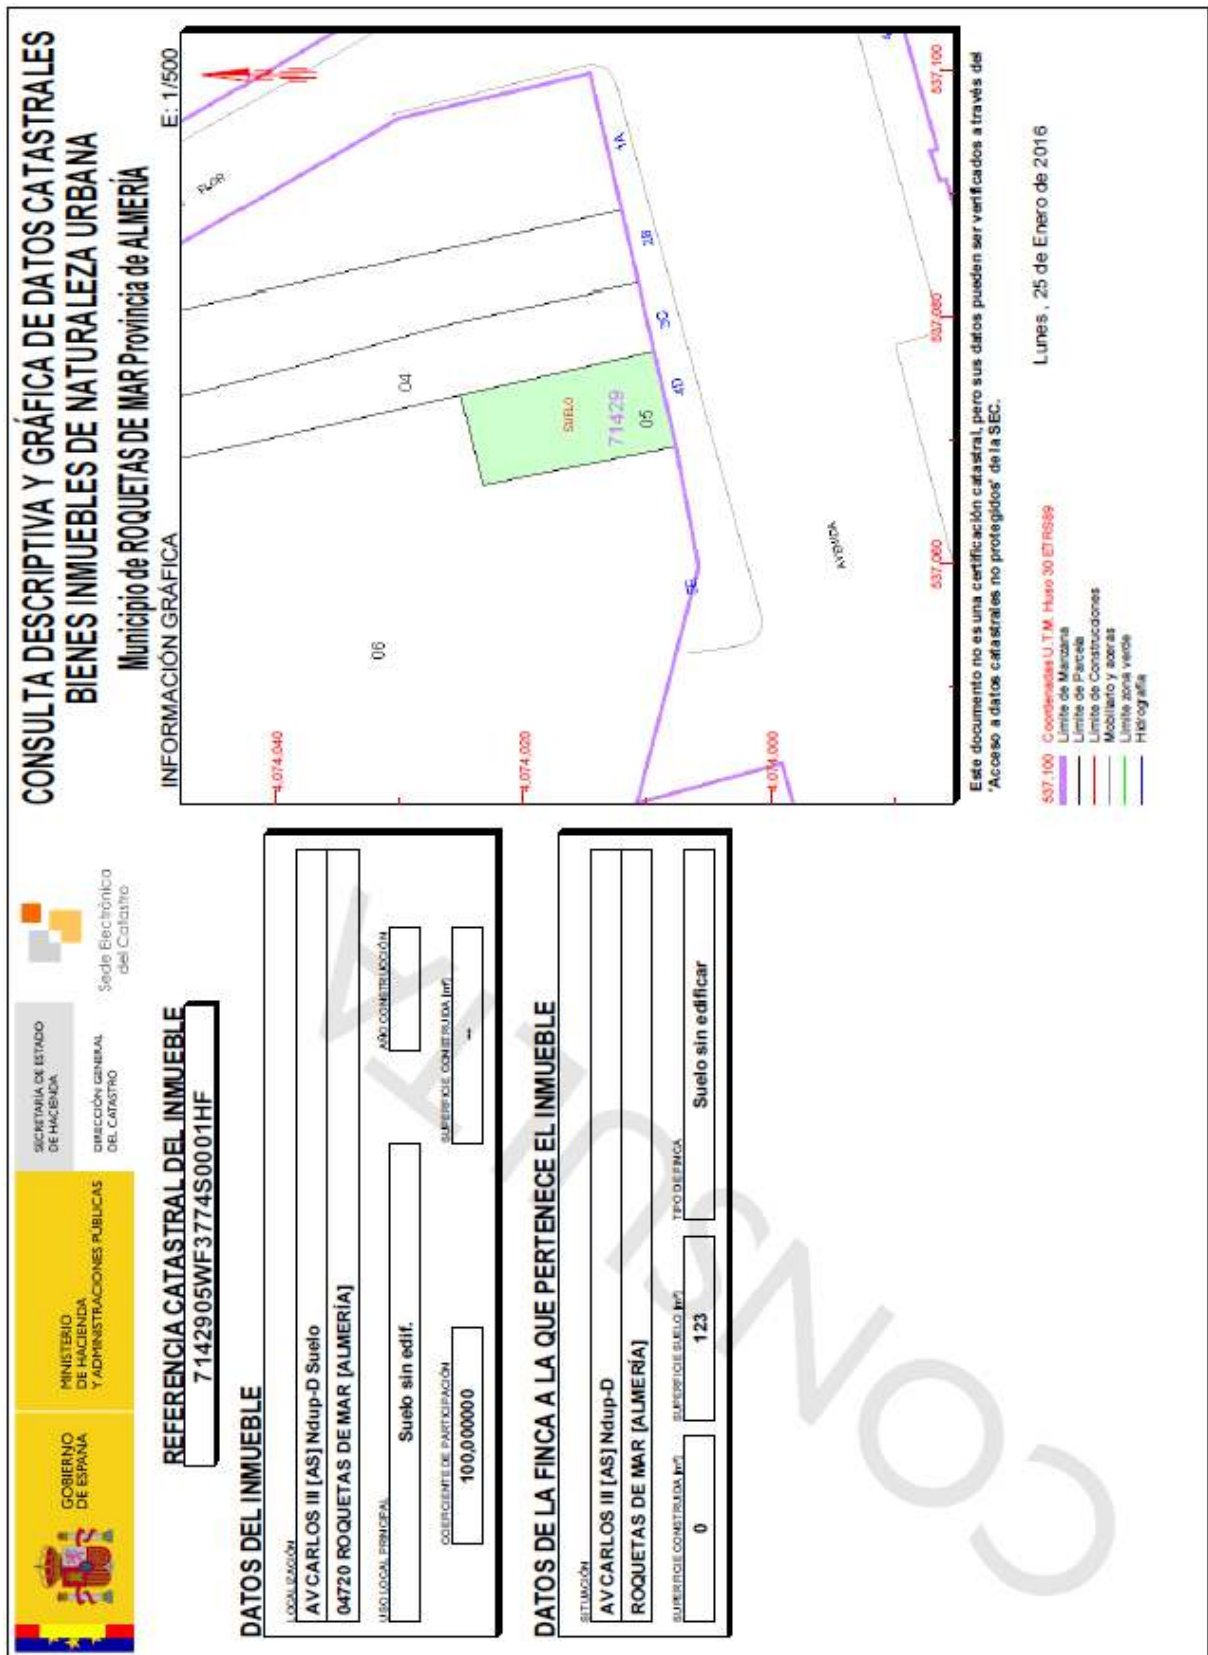 GOBIERNO
DE ESPAÑA
MINISTERIO
DE HACIENDA
Y ADMINISTRACIONES PÚBLICAS
SECRETARÍA DE ESTADO
DE HACIENDA
DIRECCIÓN GENERAL
DEL CATASTRO
Sede Electrónica
del Catastro
REFERENCIA CATASTRAL DEL INMUEBLE
7142905WF3774S0001HF
DATOS DEL INMUEBLE
LOCALIZACIÓN
AV CARLOS III [AS] Ndup-D Suelo
04720 ROQUETAS DE MAR [ALMERÍA]
USO LOCAL PRINCIPAL
Suelo sin edif.
AÑO CONSTRUCCIÓN
COEFICIENTE DE PARTICIPACIÓN
100,000000
SUPERFICIE CONSTRUIDA [m²]
--
DATOS DE LA FINCA A LA QUE PERTENECE EL INMUEBLE
SITUACIÓN
AV CARLOS III [AS] Ndup-D
ROQUETAS DE MAR [ALMERÍA]
SUPERFICIE CONSTRUIDA [m²]
0
SUPERFICIE SUELO [m²]
123
TIPO DE FINCA
Suelo sin edificar
CONSULTA
CONSULTA DESCRIPTIVA Y GRÁFICA DE DATOS CATASTRALES
BIENES INMUEBLES DE NATURALEZA URBANA
Municipio de ROQUETAS DE MAR Provincia de ALMERÍA
INFORMACIÓN GRÁFICA
E: 1/500
4,074,040
4,074,020
4,074,000
FLOR
04
06
SUELO
71429
05
1A
2B
3C
4D
5E
AVENIDA
537,060
537,080
537,100
Este documento no es una certificación catastral, pero sus datos pueden ser verificados a través del
'Acceso a datos catastrales no protegidos' de la SEC.
537,100 Coordenadas U.T.M. Huso 30 ETRS89
Límite de Manzana
Límite de Parcela
Límite de Construcciones
Mobiliario y aceras
Límite zona verde
Hidrografía
Lunes , 25 de Enero de 2016